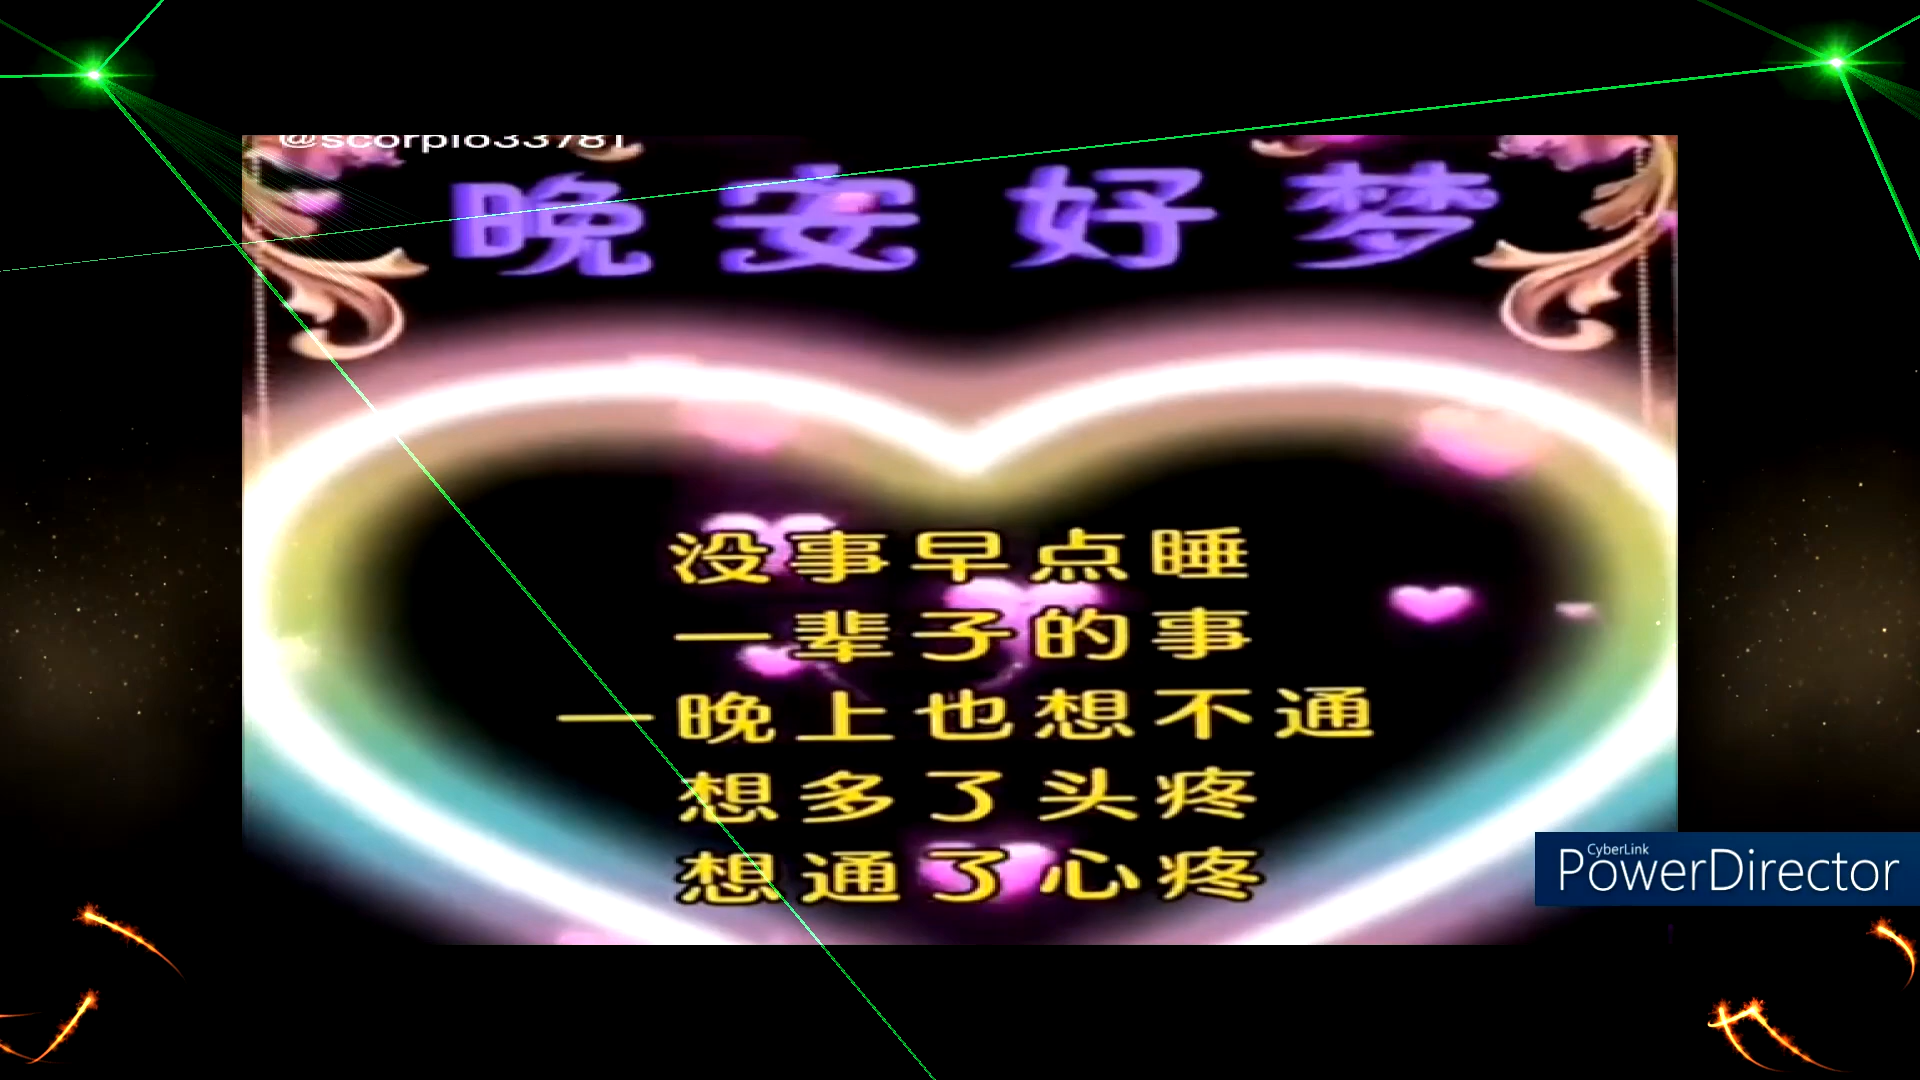 @scorpio33781
晚安好梦
没事早点睡
一辈子的事
一晚上也想不通
想多了头疼
想通了心疼
CyberLink
PowerDirector